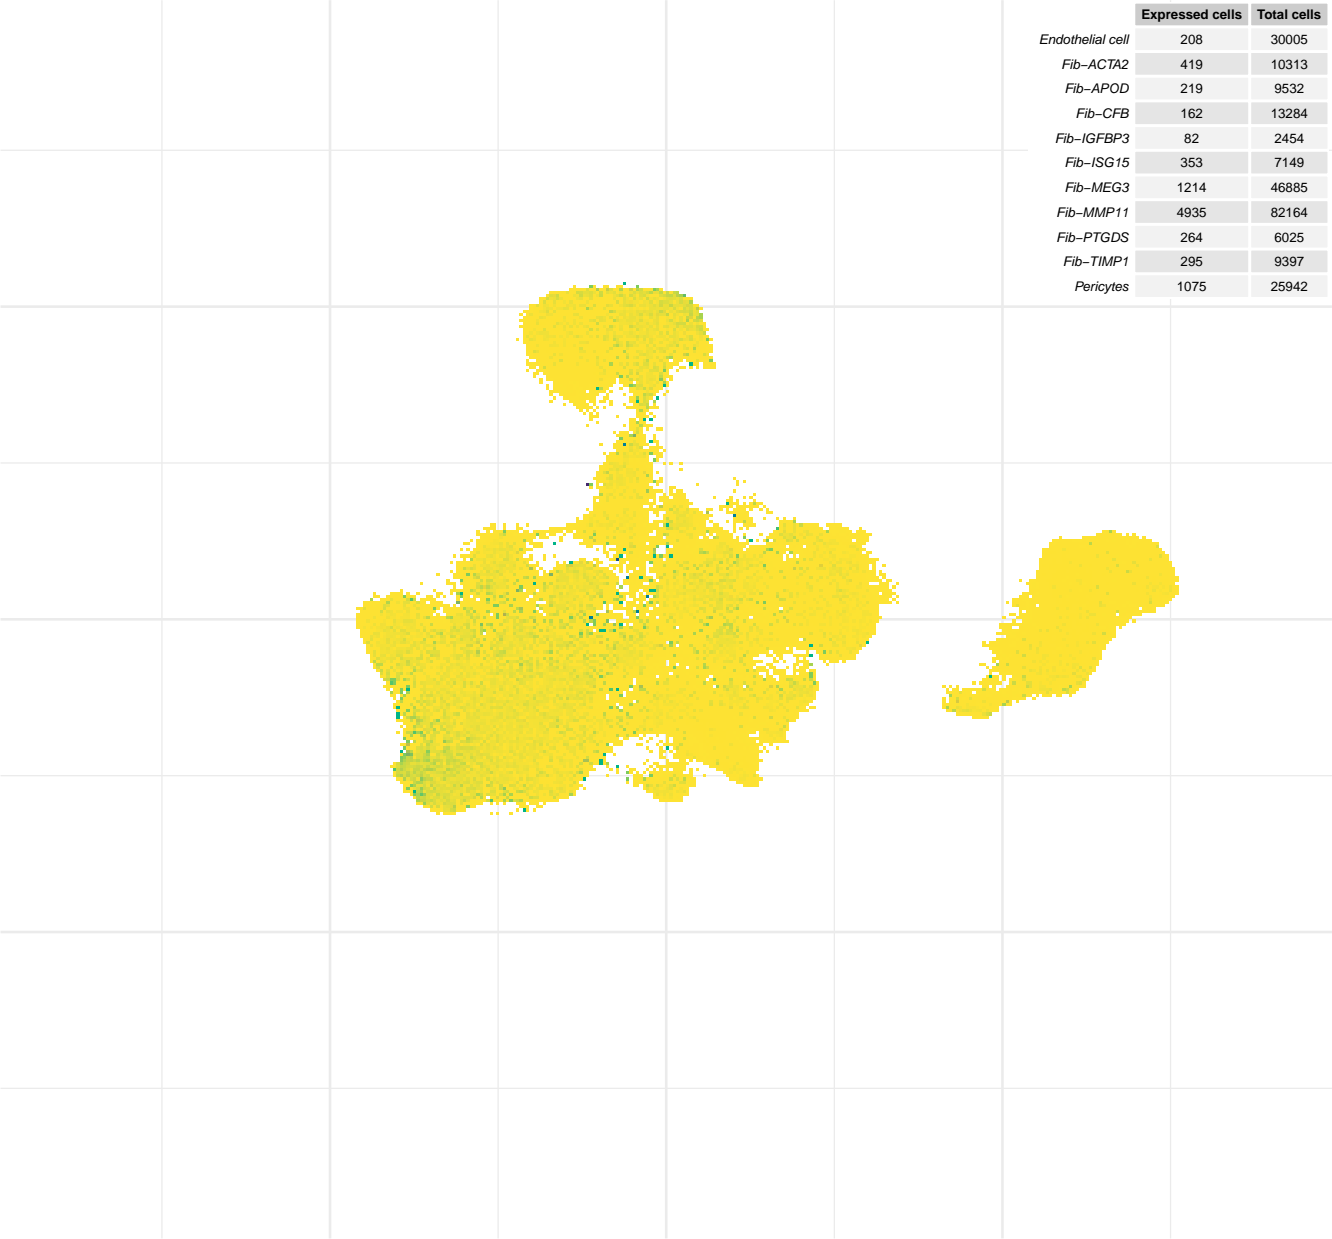 Expressed cells Total cells
Endothelial cell 208 30005
Fib−ACTA2 419 10313
Fib−APOD 219 9532
Fib−CFB 162 13284
Fib−IGFBP3 82 2454
Fib−ISG15 353 7149
Fib−MEG3 1214 46885
Fib−MMP11 4935 82164
Fib−PTGDS 264 6025
Fib−TIMP1 295 9397
Pericytes 1075 25942